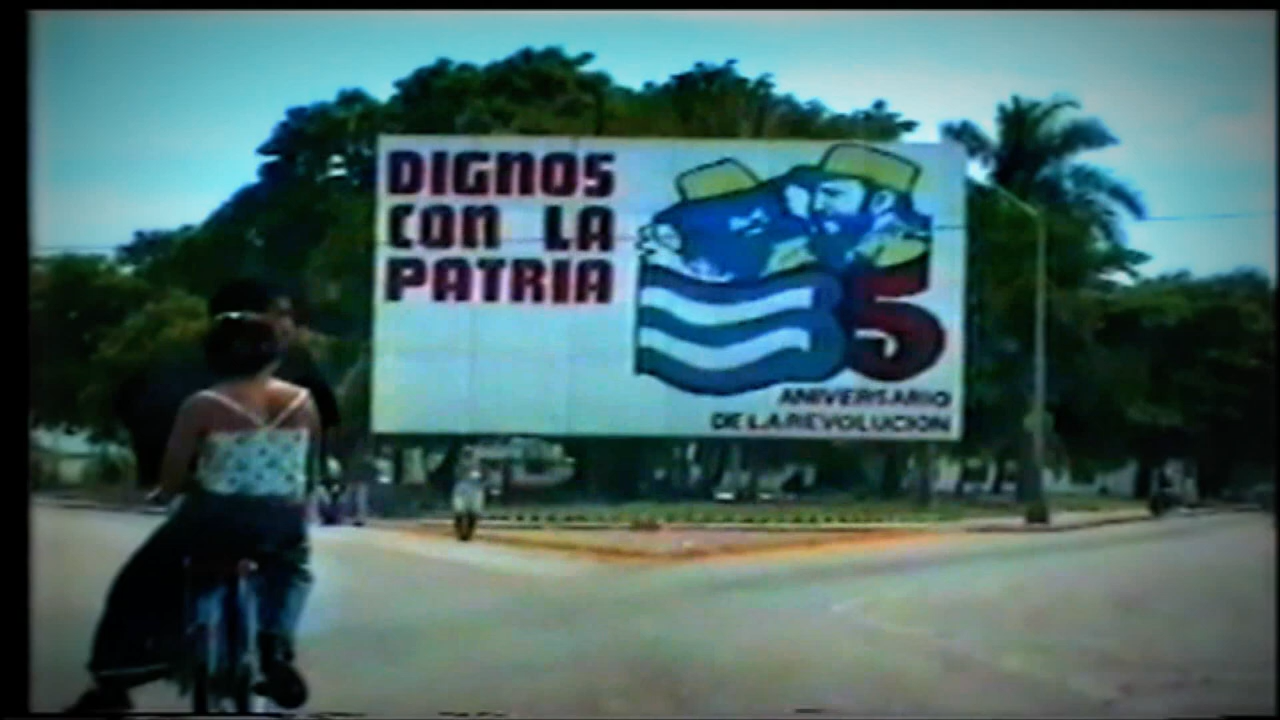 DIGNOS
CON LA
PATRIA
35
ANIVERSARIO
DE LA REVOLUCION